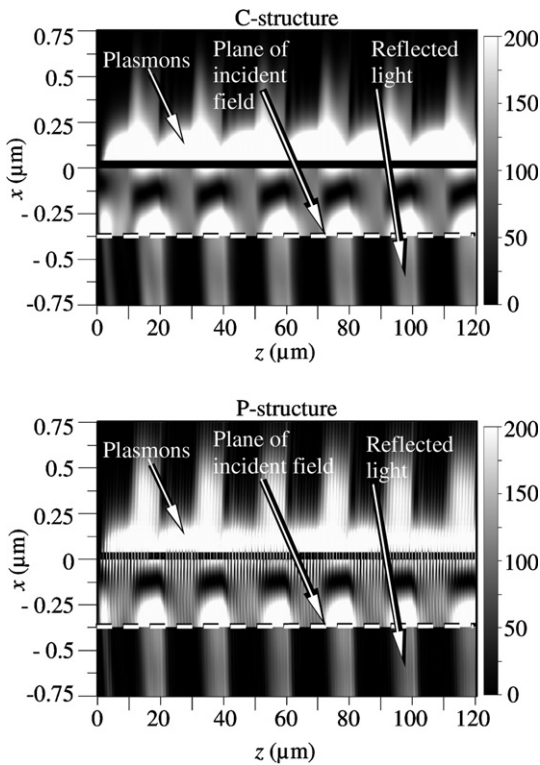 C-structure
0.75
0.5
0.25
0
- 0.25
- 0.5
-0.75
x (μm)
Plasmons
Plane of
incident
field
Reflected
light
0
20
40
60
80
100
120
z (μm)
200
150
100
50
0
P-structure
0.75
0.5
0.25
0
- 0.25
- 0.5
-0.75
x (μm)
Plasmons
Plane of
incident field
Reflected
light
0
20
40
60
80
100
120
z (μm)
200
150
100
50
0